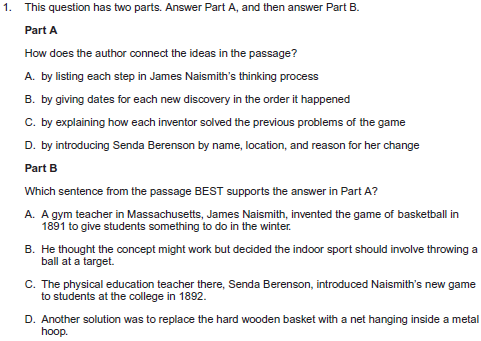 1. This question has two parts. Answer Part A, and then answer Part B.
Part A
How does the author connect the ideas in the passage?
A. by listing each step in James Naismith's thinking process
B. by giving dates for each new discovery in the order it happened
C. by explaining how each inventor solved the previous problems of the game
D. by introducing Senda Berenson by name, location, and reason for her change
Part B
Which sentence from the passage BEST supports the answer in Part A?
A. A gym teacher in Massachusetts, James Naismith, invented the game of basketball in
1891 to give students something to do in the winter.
B. He thought the concept might work but decided the indoor sport should involve throwing a
ball at a target.
C. The physical education teacher there, Senda Berenson, introduced Naismith's new game
to students at the college in 1892.
D. Another solution was to replace the hard wooden basket with a net hanging inside a metal
hoop.